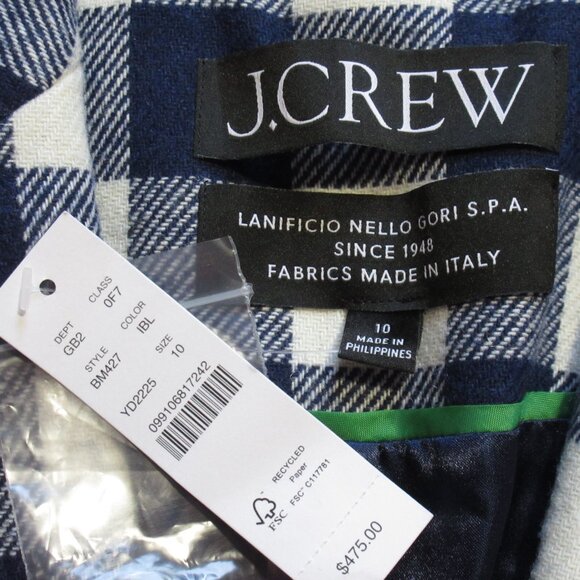 J.CREW
LANIFICIO NELLO GORI S.P.A.
SINCE 1948
FABRICS MADE IN ITALY
10
MADE IN
PHILIPPINES
DEPT CLASS
GB2 0F7
STYLE COLOR
BM427 IBL
SIZE
YD2225 10
099106817242
RECYCLED
Paper
FSC™ C117781
FSC
$475.00